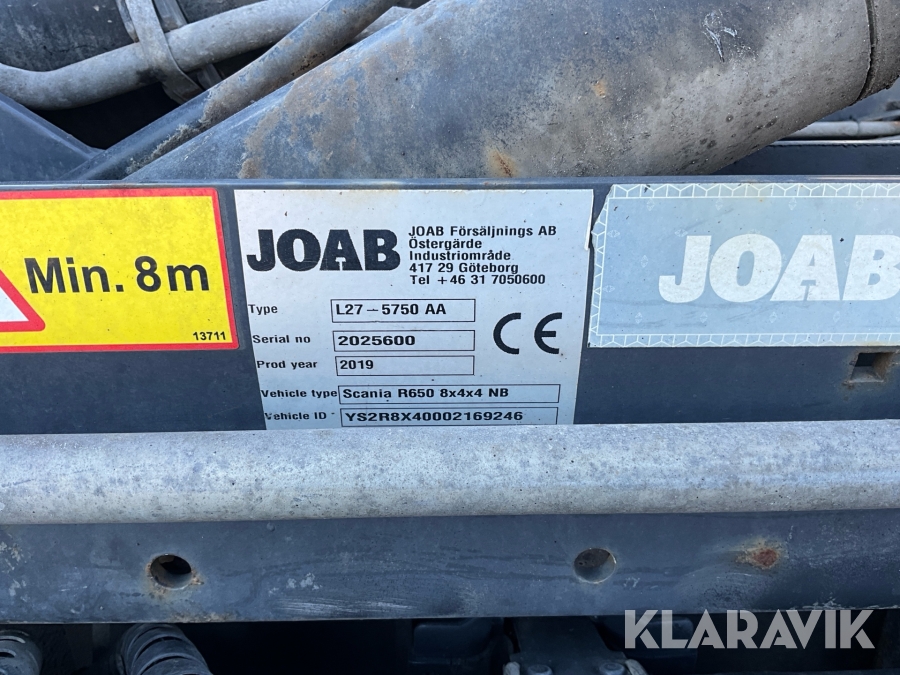 Min. 8m
13711
JOAB
JOAB Försäljnings AB
Östergärde
Industriområde
417 29 Göteborg
Tel +46 31 7050600
Type L27-5750 AA
Serial no 2025600
Prod year 2019
Vehicle type Scania R650 8x4x4 NB
Vehicle ID YS2R8X40002169246
CE
JOAB
KLARAVIK